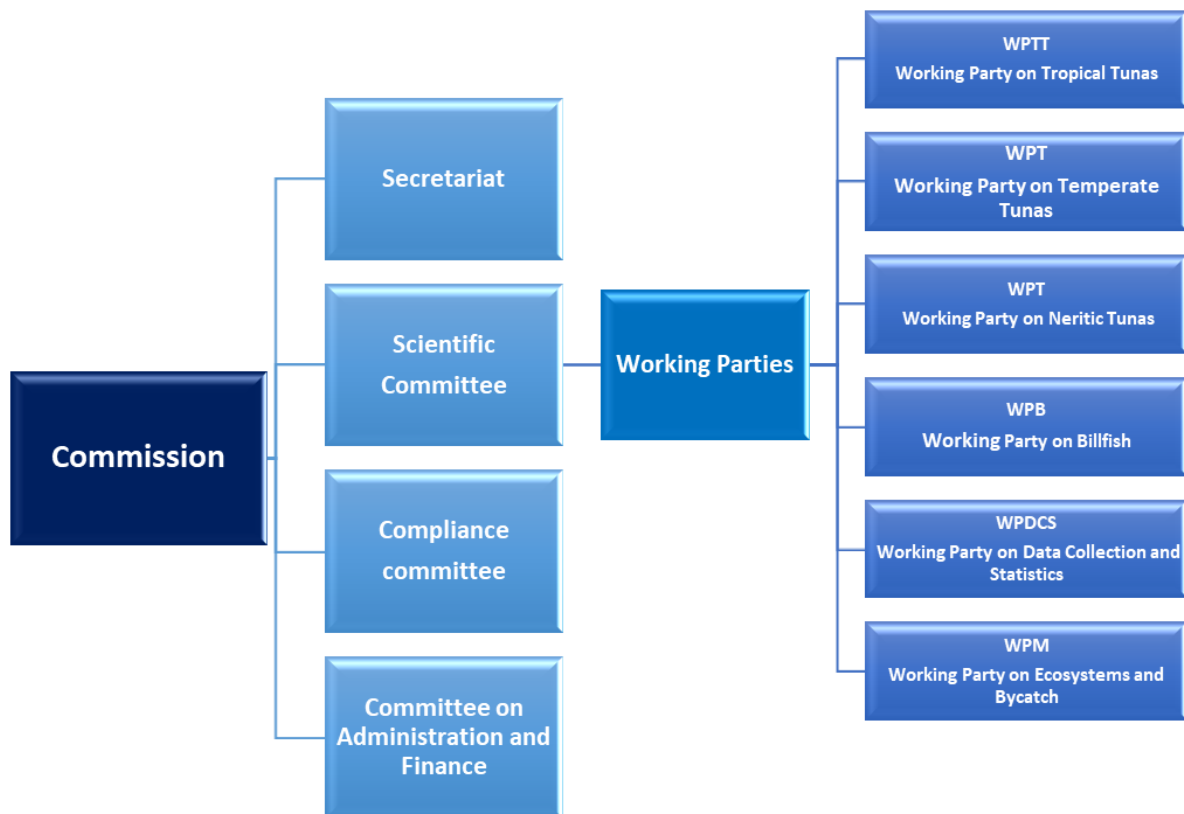 Commission
Secretariat
Scientific
Committee
Compliance
committee
Committee on
Administration and
Finance
Working Parties
WPTT
Working Party on Tropical Tunas
WPT
Working Party on Temperate
Tunas
WPT
Working Party on Neritic Tunas
WPB
Working Party on Billfish
WPDCS
Working Party on Data Collection and
Statistics
WPM
Working Party on Ecosystems and
Bycatch